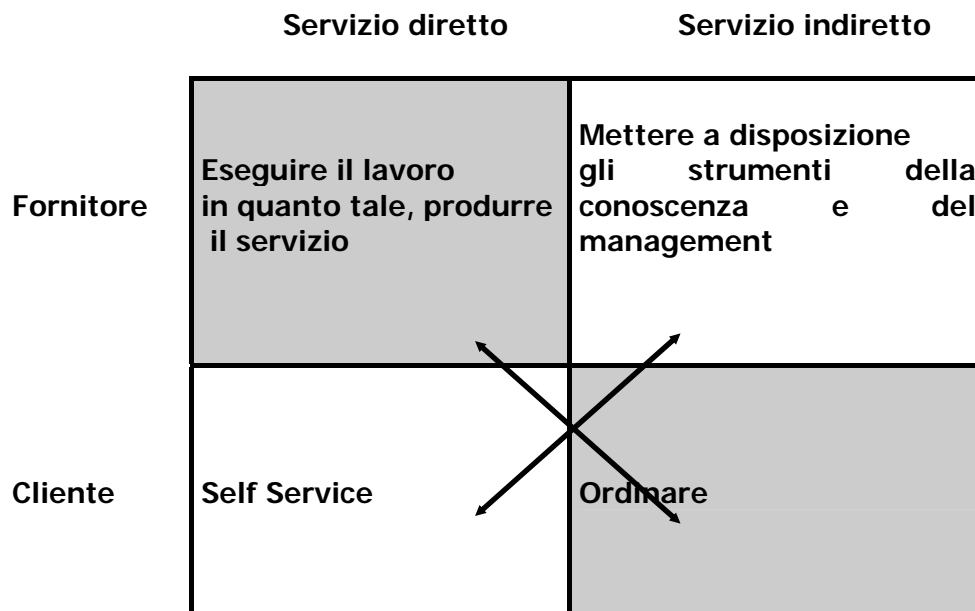 Servizio diretto Servizio indiretto
Fornitore
Eseguire il lavoro
in quanto tale, produrre
il servizio
Mettere a disposizione
gli strumenti della
conoscenza e del
management
Cliente
Self Service
Ordinare